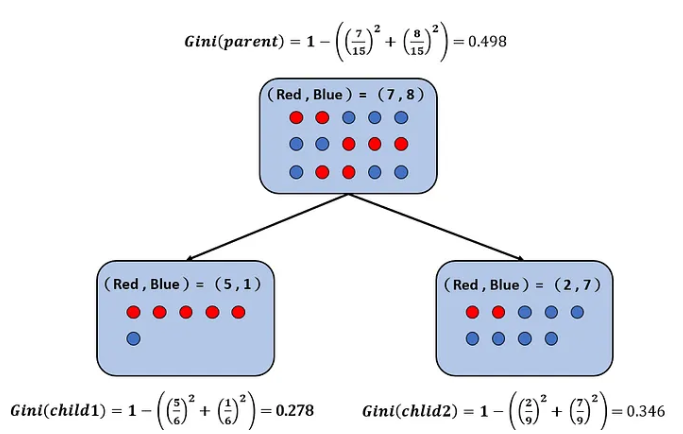 Gini(parent) = 1 − ((7/15)² + (8/15)²) = 0.498
(Red, Blue) = (7, 8)
(Red, Blue) = (5, 1)
(Red, Blue) = (2, 7)
Gini(child1) = 1 − ((5/6)² + (1/6)²) = 0.278
Gini(chlid2) = 1 − ((2/9)² + (7/9)²) = 0.346